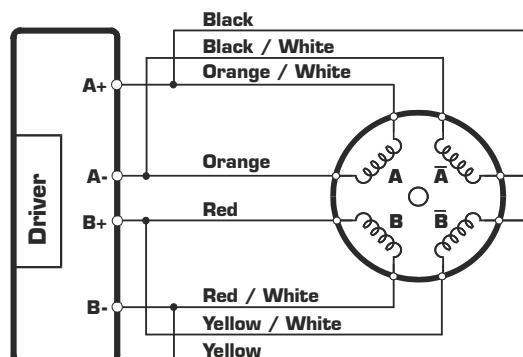 Black
Black / White
Orange / White
A+
Orange
A-
A A̅
Driver
Red
B+
B B̅
Red / White
B-
Yellow / White
Yellow